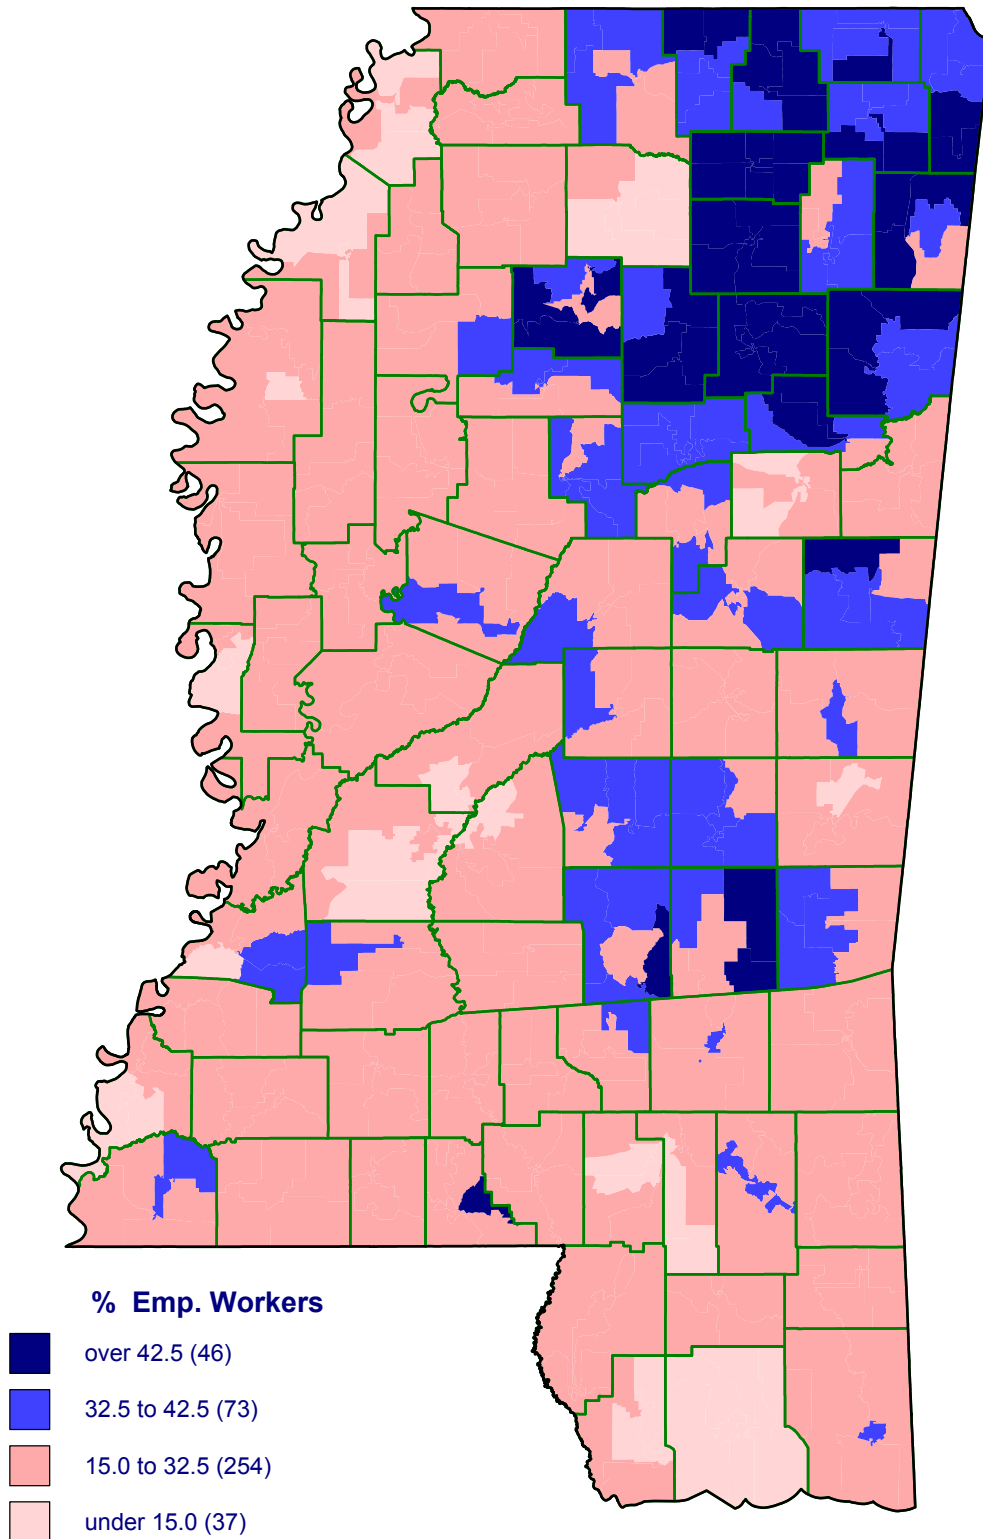 % Emp. Workers
over 42.5 (46)
32.5 to 42.5 (73)
15.0 to 32.5 (254)
under 15.0 (37)